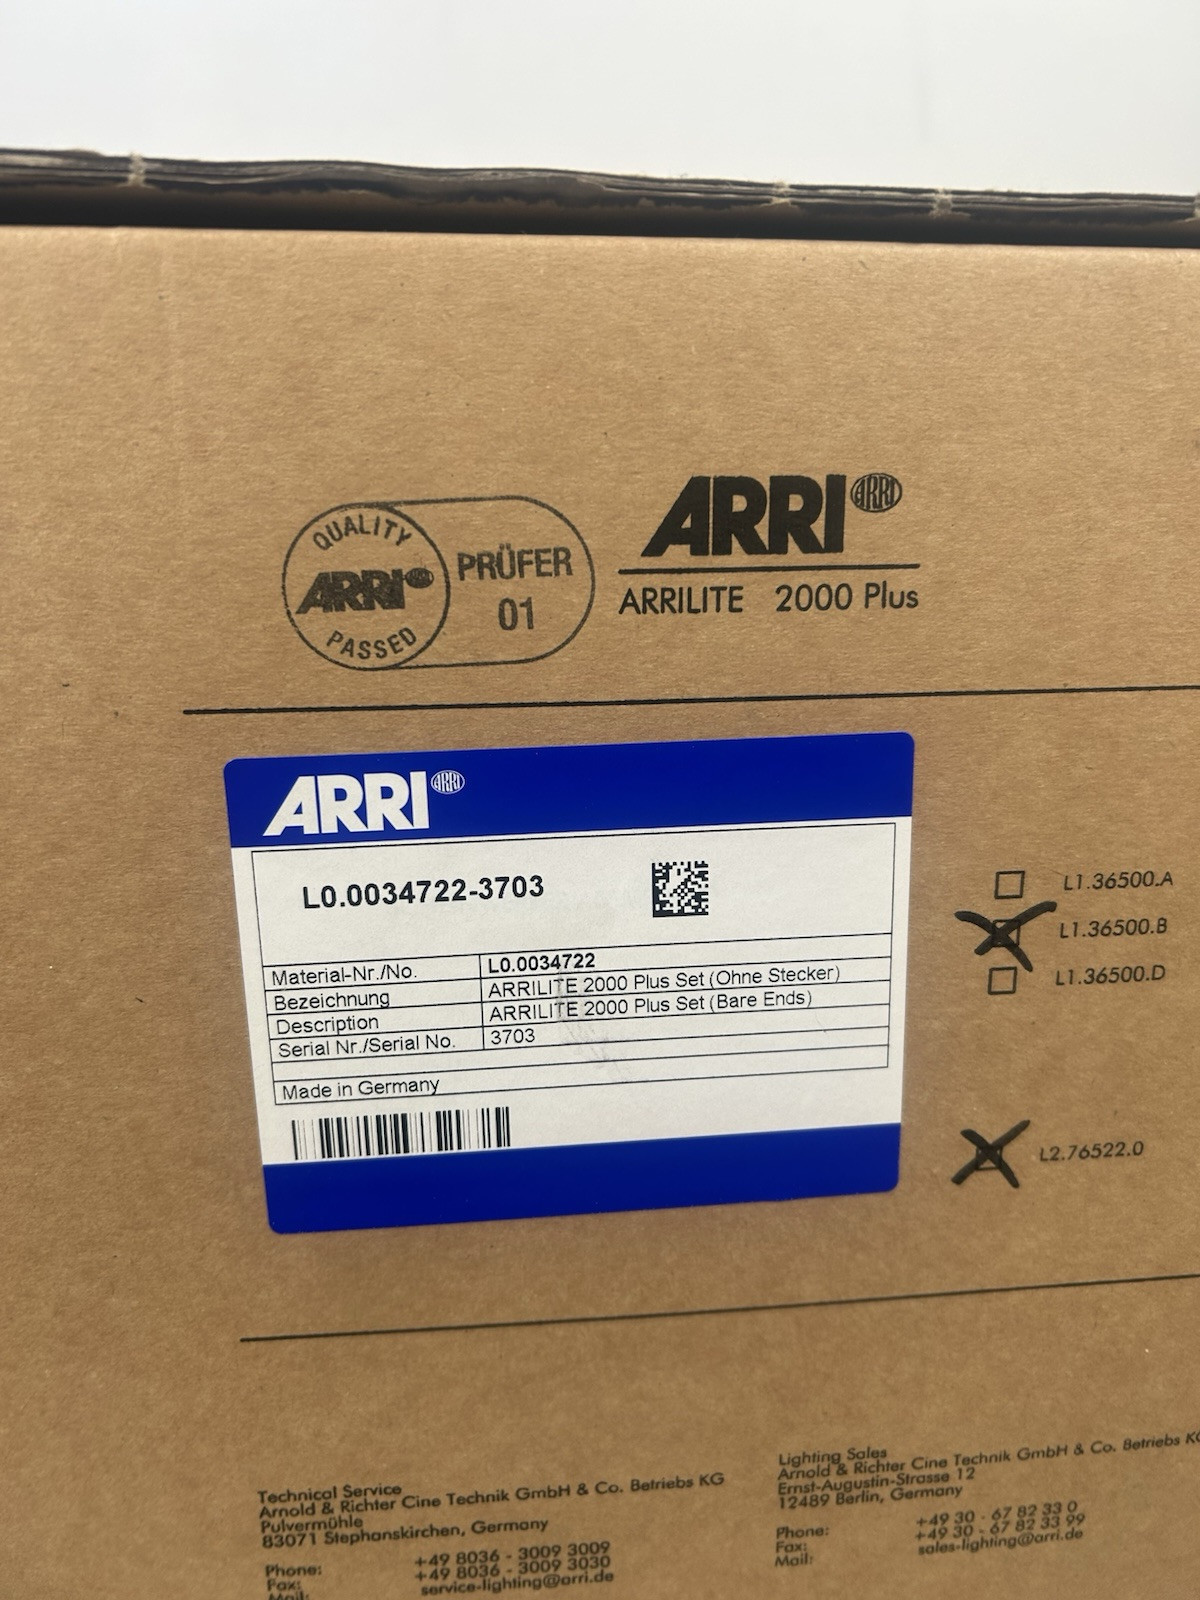 QUALITY
ARRI
PASSED
PRÜFER
01
ARRI ARRI
ARRILITE 2000 Plus
ARRI ARRI
L0.0034722-3703
Material-Nr./No. L0.0034722
Bezeichnung ARRILITE 2000 Plus Set (Ohne Stecker)
Description ARRILITE 2000 Plus Set (Bare Ends)
Serial Nr./Serial No. 3703
Made in Germany
L1.36500.A
L1.36500.B
L1.36500.D
L2.76522.0
Technical Service
Arnold & Richter Cine Technik GmbH & Co. Betriebs KG
Pulvermühle
83071 Stephanskirchen, Germany
Phone: +49 8036 - 3009 3009
Fax: +49 8036 - 3009 3030
Mail: service-lighting@arri.de
Lighting Sales
Arnold & Richter Cine Technik GmbH & Co. Betriebs KG
Ernst-Augustin-Strasse 12
12489 Berlin, Germany
Phone: +49 30 - 67 82 33 0
Fax: +49 30 - 67 82 33 99
Mail: sales-lighting@arri.de